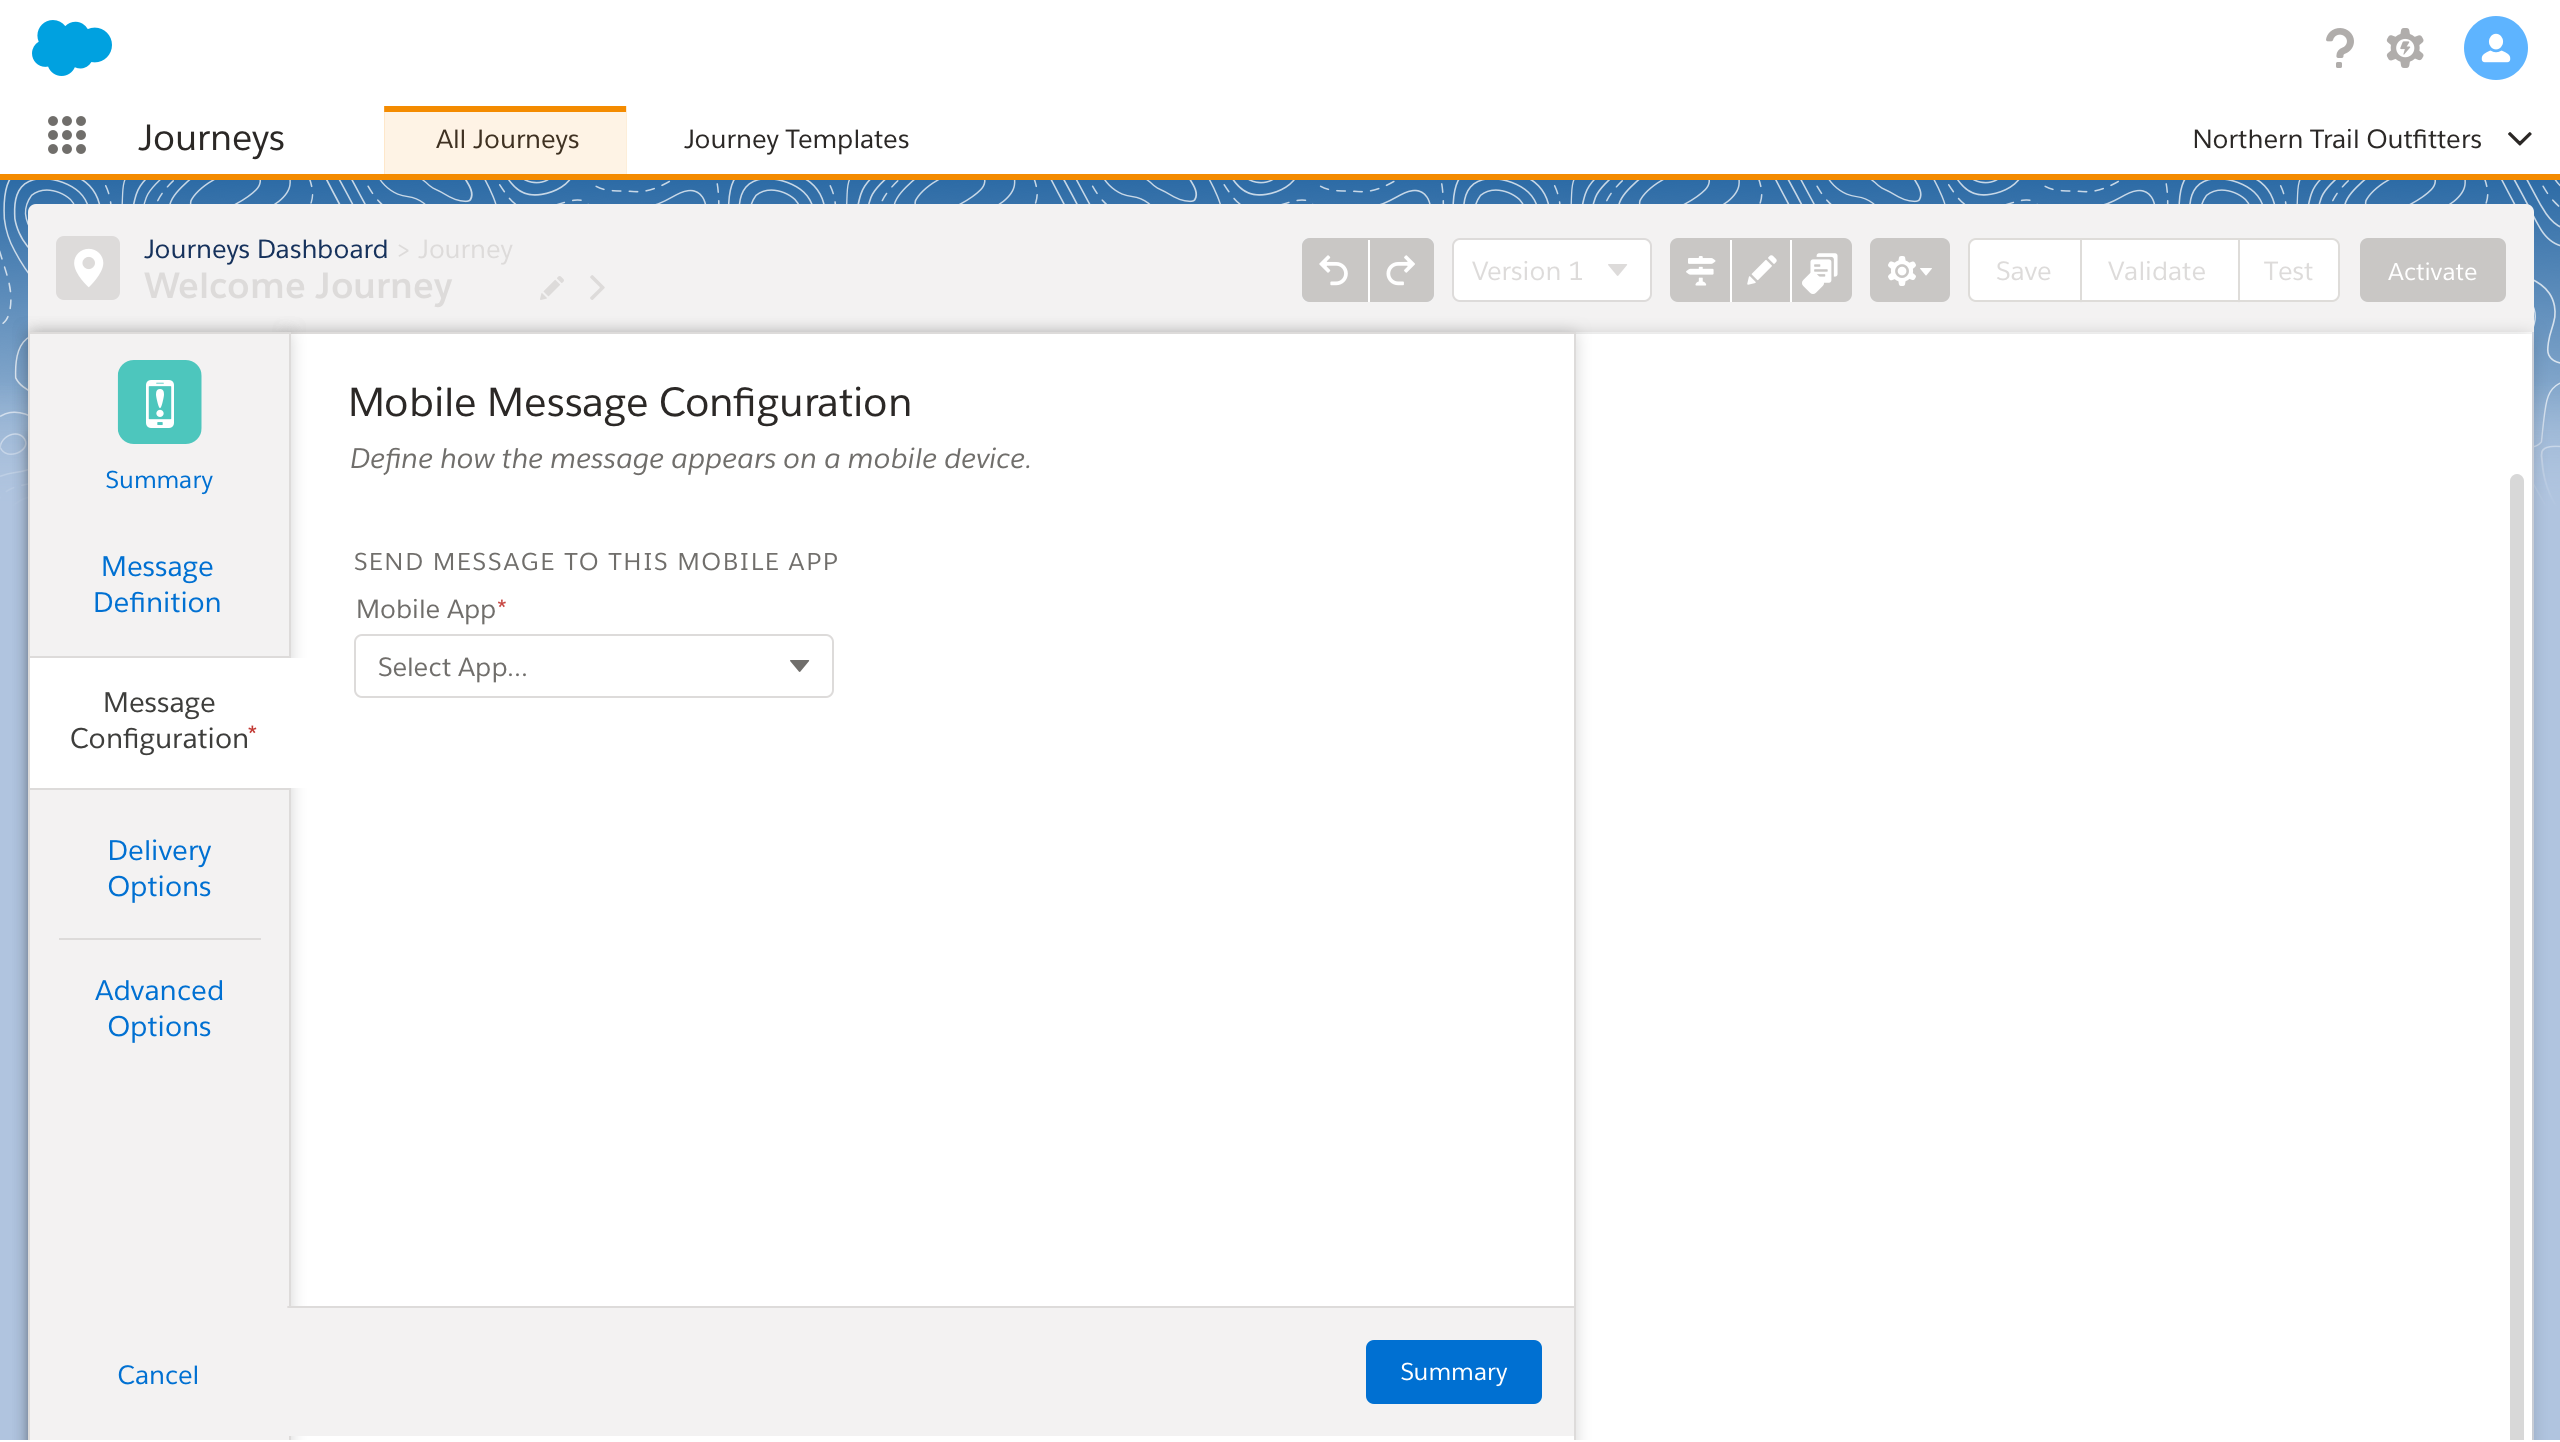 Journeys
All Journeys
Journey Templates
Northern Trail Outfitters
Journeys Dashboard > Journey
Welcome Journey
Version 1
Save
Validate
Test
Activate
Summary
Message
Definition
Message
Configuration*
Delivery
Options
Advanced
Options
Cancel
Mobile Message Configuration
Define how the message appears on a mobile device.
SEND MESSAGE TO THIS MOBILE APP
Mobile App*
Select App...
Summary